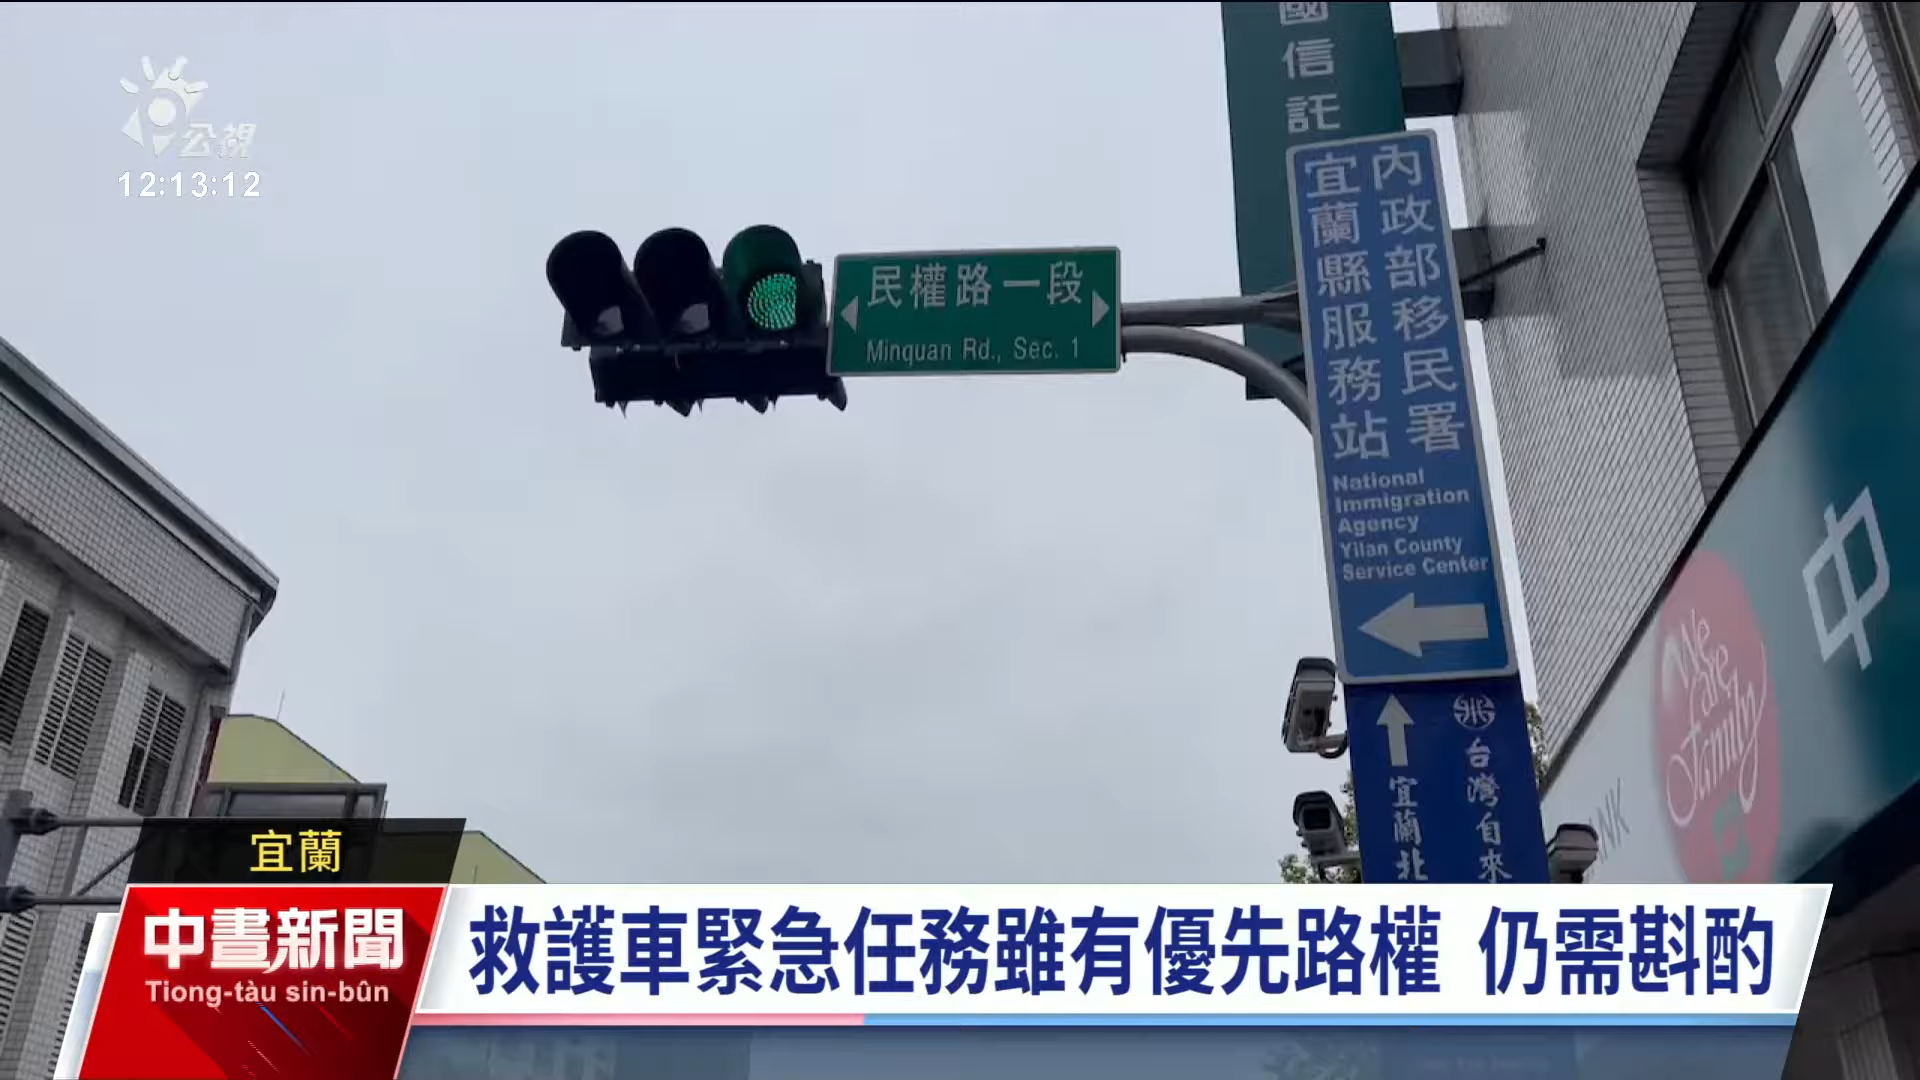 公視
12:13:12
國信託
民權路一段
Minquan Rd., Sec. 1
內政部移民署
宜蘭縣服務站
National
Immigration
Agency
Yilan County
Service Center
台灣自來
宜蘭北
中
We are family
宜蘭
中晝新聞
Tiong-tàu sin-bûn
救護車緊急任務雖有優先路權 仍需斟酌